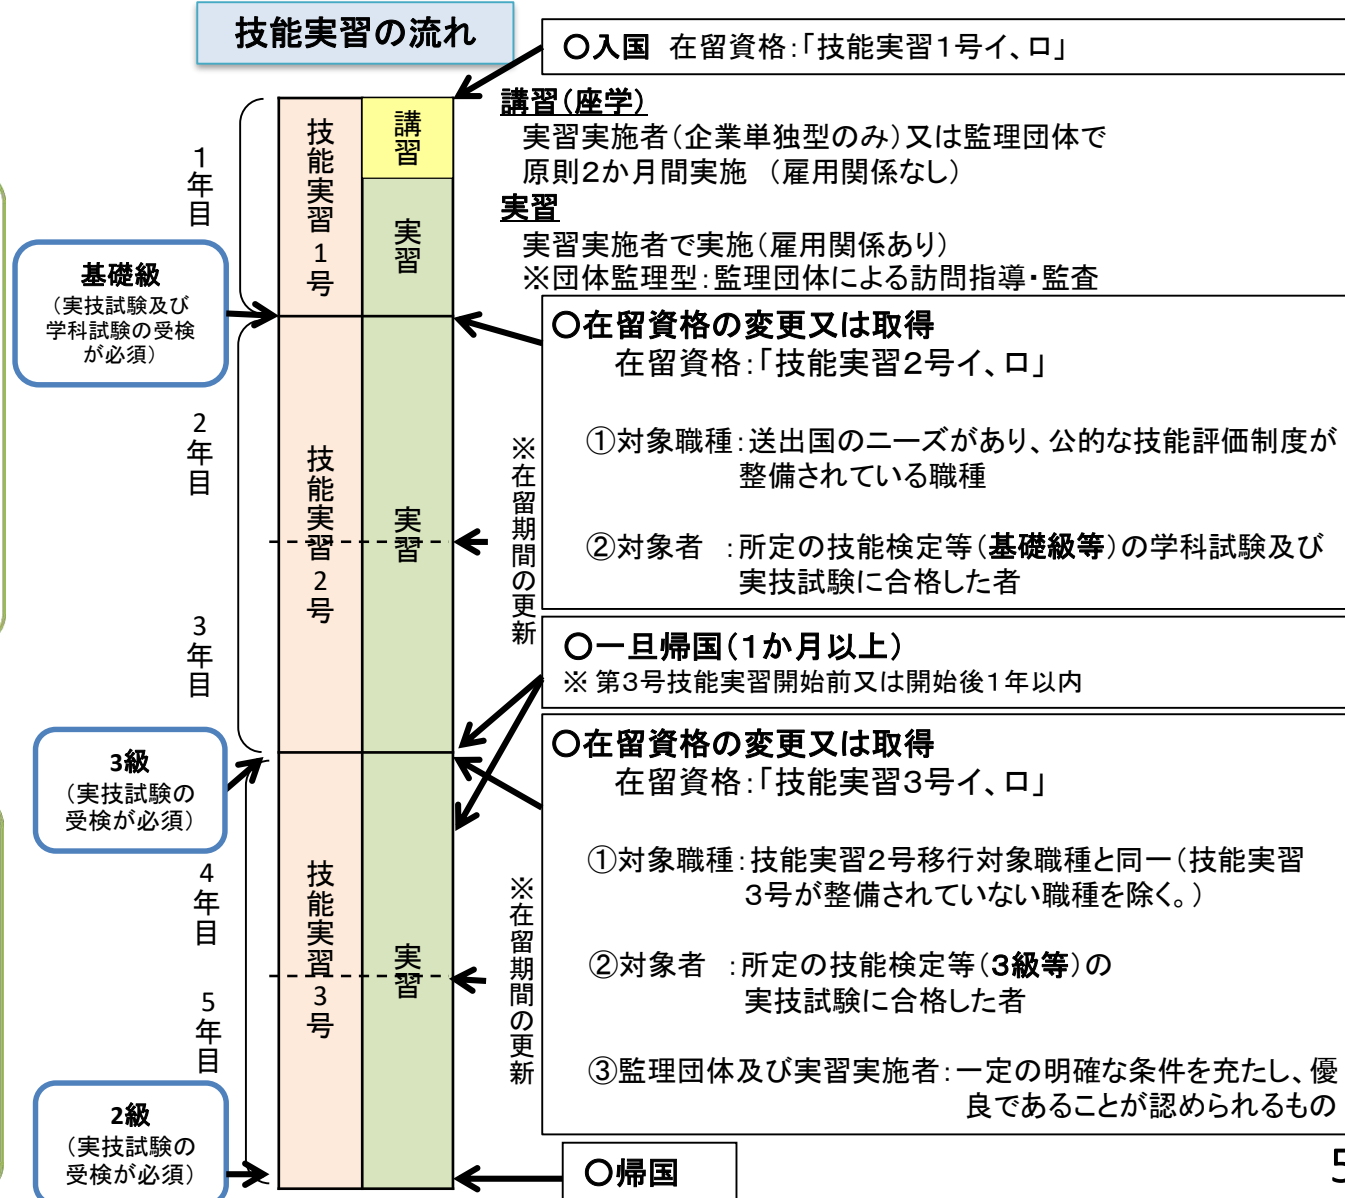 技能実習の流れ
○入国 在留資格:「技能実習1号イ、ロ」
講習(座学)
実習実施者(企業単独型のみ)又は監理団体で
原則2か月間実施 (雇用関係なし)
実習
実習実施者で実施(雇用関係あり)
※団体監理型:監理団体による訪問指導・監査
1年目
技能実習1号
講習
実習
基礎級
(実技試験及び
学科試験の受検
が必須)
○在留資格の変更又は取得
在留資格:「技能実習2号イ、ロ」
①対象職種:送出国のニーズがあり、公的な技能評価制度が
整備されている職種
②対象者 :所定の技能検定等(基礎級等)の学科試験及び
実技試験に合格した者
2年目
技能実習2号
実習
※在留期間の更新
3年目
○一旦帰国(1か月以上)
※ 第3号技能実習開始前又は開始後1年以内
3級
(実技試験の
受検が必須)
○在留資格の変更又は取得
在留資格:「技能実習3号イ、ロ」
①対象職種:技能実習2号移行対象職種と同一(技能実習
3号が整備されていない職種を除く。)
②対象者 :所定の技能検定等(3級等)の
実技試験に合格した者
③監理団体及び実習実施者:一定の明確な条件を充たし、優
良であることが認められるもの
4年目
技能実習3号
実習
※在留期間の更新
5年目
2級
(実技試験の
受検が必須)
○帰国
5